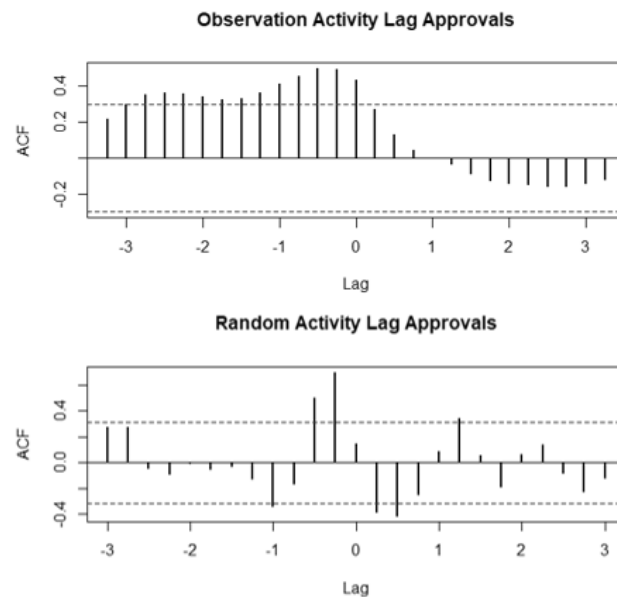 Observation Activity Lag Approvals
0.4
0.2
-0.2
ACF
-3 -2 -1 0 1 2 3
Lag
Random Activity Lag Approvals
0.4
0.0
-0.4
ACF
-3 -2 -1 0 1 2 3
Lag